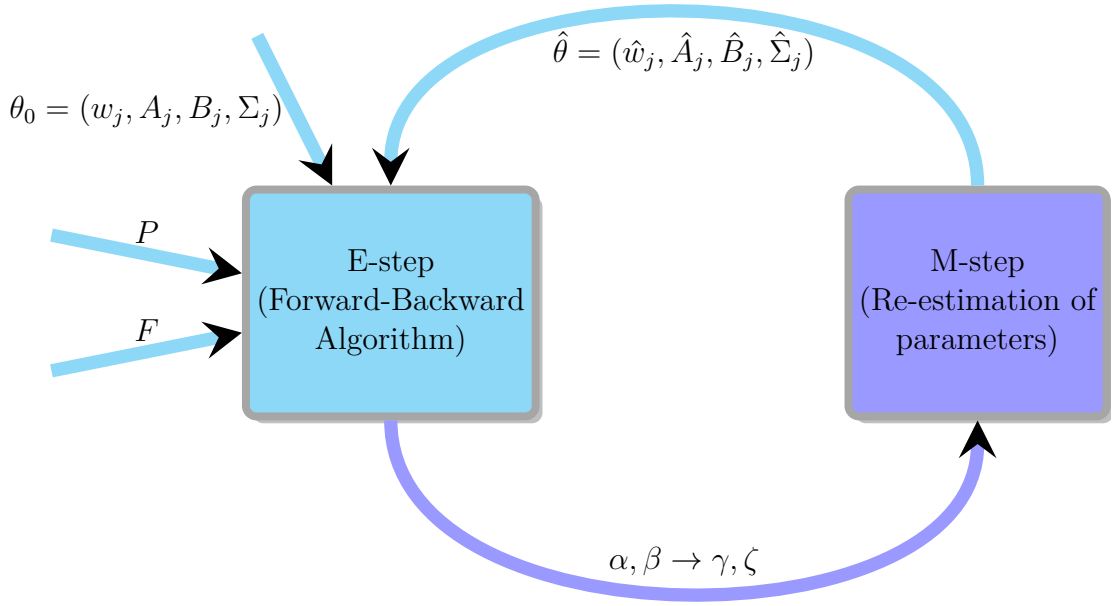 θ̂ = (ŵ_j, Â_j, B̂_j, Σ̂_j)
θ_0 = (w_j, A_j, B_j, Σ_j)
P
F
E-step
(Forward-Backward
Algorithm)
M-step
(Re-estimation of
parameters)
α, β → γ, ζ